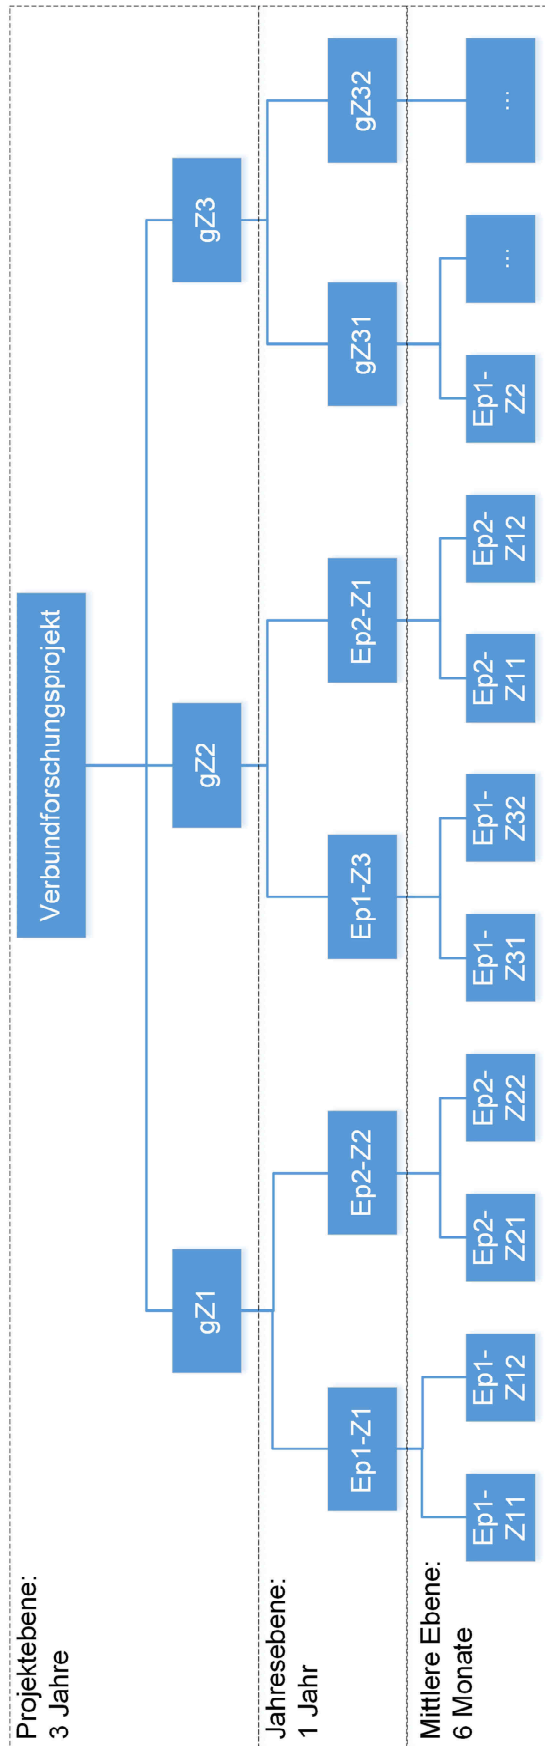 Projektebene:
3 Jahre
Verbundforschungsprojekt
gZ1
gZ2
gZ3
Jahresebene:
1 Jahr
Ep1-Z1
Ep2-Z2
Ep1-Z3
Ep2-Z1
gZ31
gZ32
Mittlere Ebene:
6 Monate
Ep1-
Z11
Ep1-
Z12
Ep2-
Z21
Ep2-
Z22
Ep1-
Z31
Ep1-
Z32
Ep2-
Z11
Ep2-
Z12
Ep1-
Z2
...
...